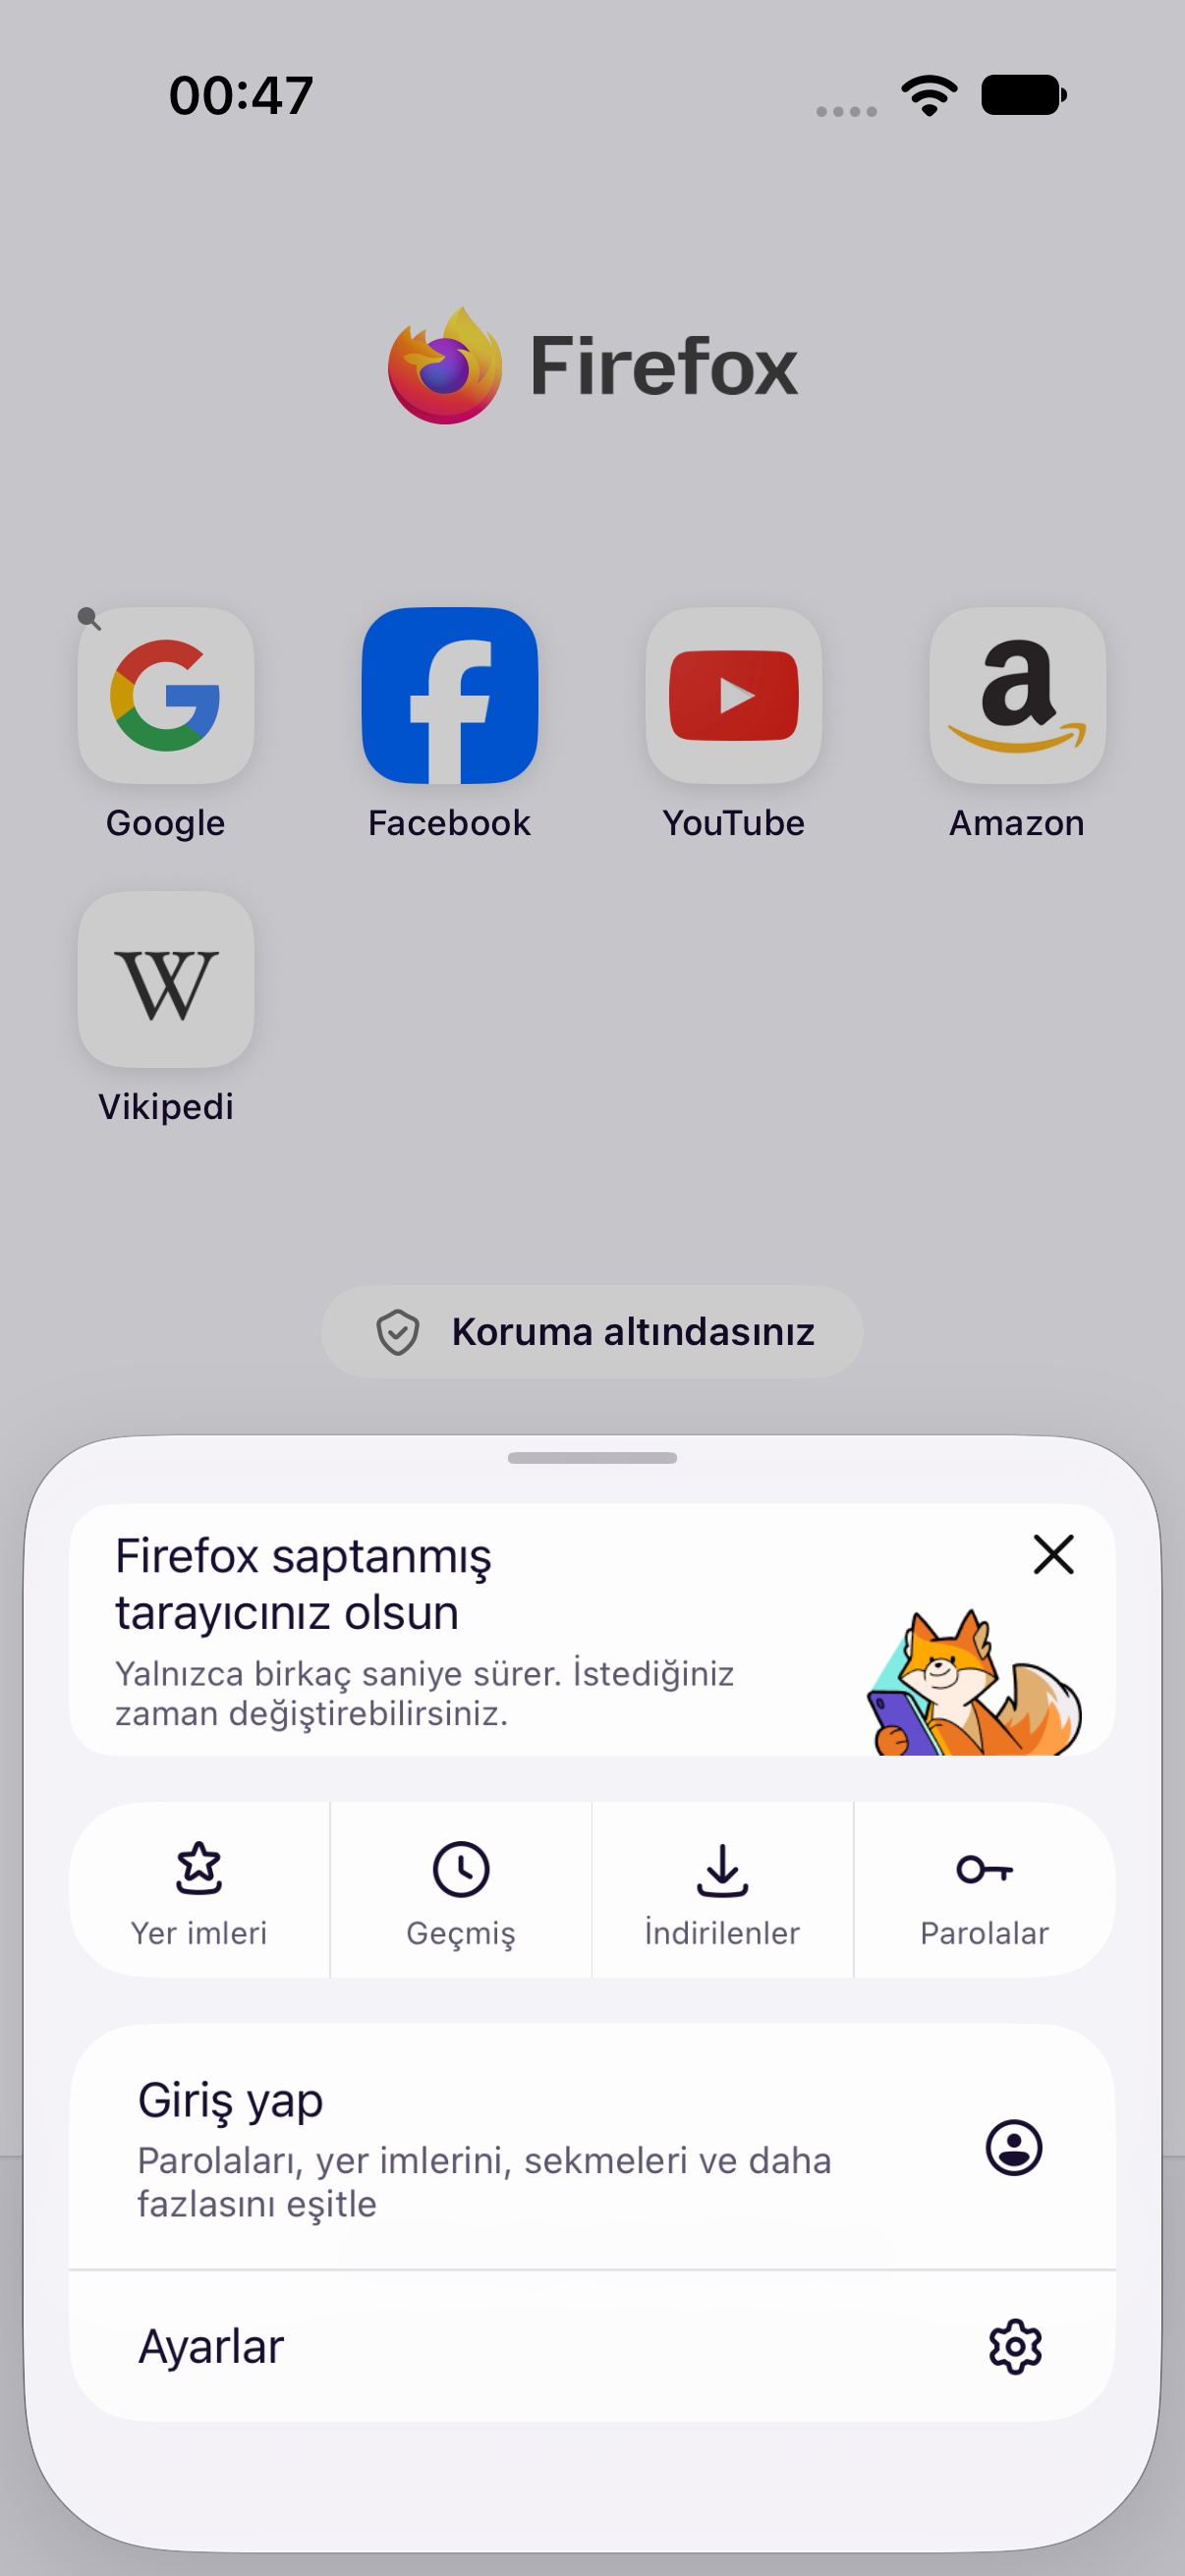 00:47
Firefox
Google
Facebook
YouTube
Amazon
Vikipedi
Koruma altındasınız
Firefox saptanmış
tarayıcınız olsun
Yalnızca birkaç saniye sürer. İstediğiniz
zaman değiştirebilirsiniz.
Yer imleri
Geçmiş
İndirilenler
Parolalar
Giriş yap
Parolaları, yer imlerini, sekmeleri ve daha
fazlasını eşitle
Ayarlar